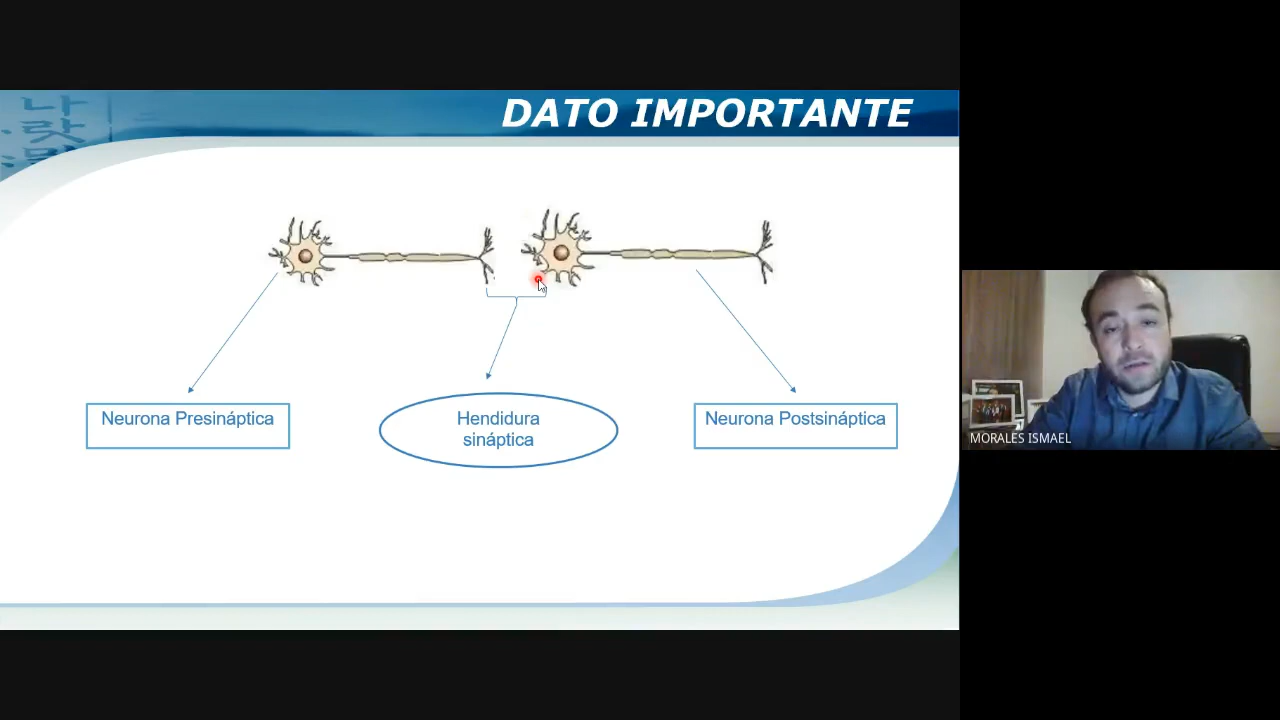 DATO IMPORTANTE
Neurona Presináptica
Hendidura
sináptica
Neurona Postsináptica
MORALES ISMAEL